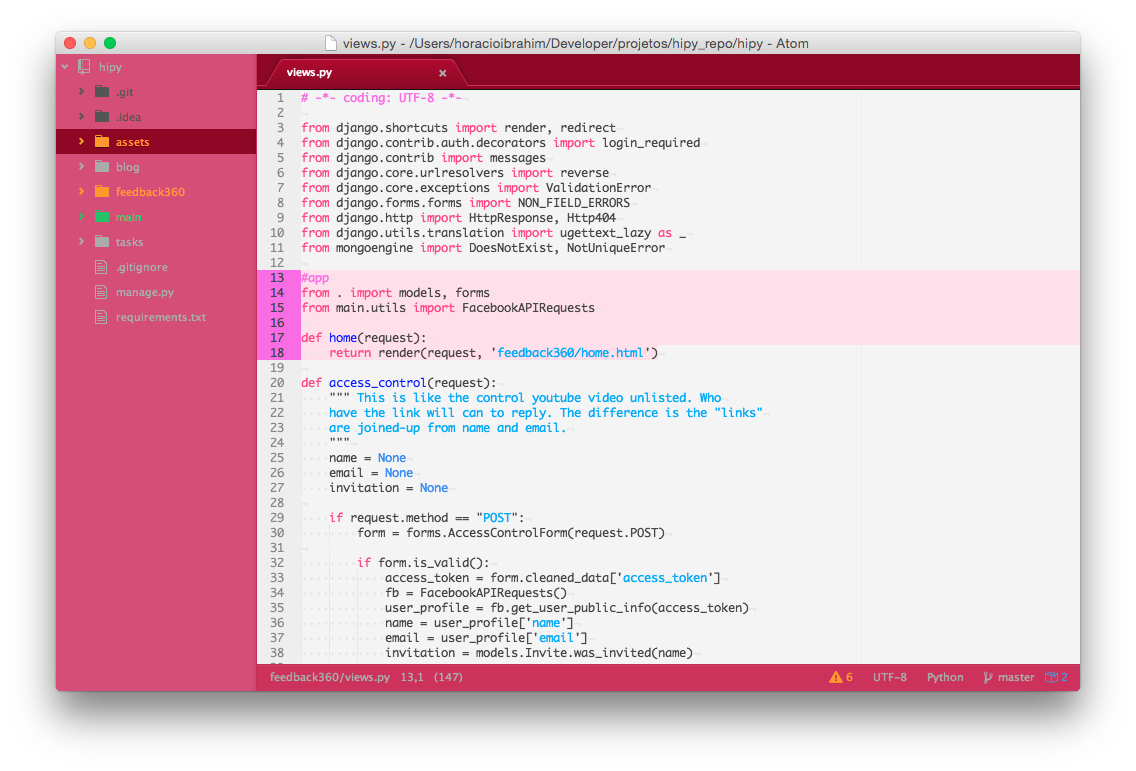 views.py - /Users/horacioibrahim/Developer/projetos/hipy_repo/hipy - Atom
hipy
.git
.idea
assets
blog
feedback360
main
tasks
.gitignore
manage.py
requirements.txt
views.py ×
1 # -*- coding: UTF-8 -*-
2
3 from django.shortcuts import render, redirect
4 from django.contrib.auth.decorators import login_required
5 from django.contrib import messages
6 from django.core.urlresolvers import reverse
7 from django.core.exceptions import ValidationError
8 from django.forms.forms import NON_FIELD_ERRORS
9 from django.http import HttpResponse, Http404
10 from django.utils.translation import ugettext_lazy as _
11 from mongoengine import DoesNotExist, NotUniqueError
12
13 #app
14 from . import models, forms
15 from main.utils import FacebookAPIRequests
16
17 def home(request):
18     return render(request, 'feedback360/home.html')
19
20 def access_control(request):
21     """ This is like the control youtube video unlisted. Who
22     have the link will can to reply. The difference is the "links"
23     are joined-up from name and email.
24     """
25     name = None
26     email = None
27     invitation = None
28
29     if request.method == "POST":
30         form = forms.AccessControlForm(request.POST)
31
32         if form.is_valid():
33             access_token = form.cleaned_data['access_token']
34             fb = FacebookAPIRequests()
35             user_profile = fb.get_user_public_info(access_token)
36             name = user_profile['name']
37             email = user_profile['email']
38             invitation = models.Invite.was_invited(name)
feedback360/views.py 13,1 (147) 6 UTF-8 Python master 2